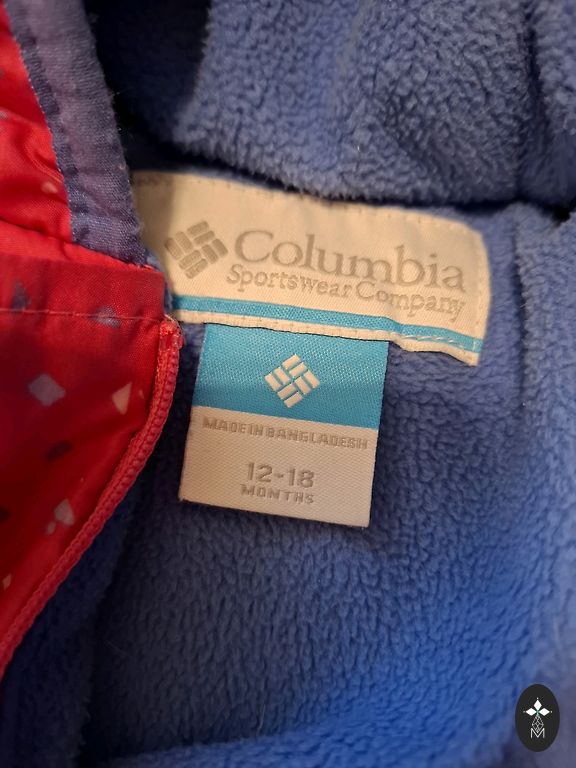 Columbia
Sportswear Company
MADE IN BANGLADESH
12-18
MONTHS
M